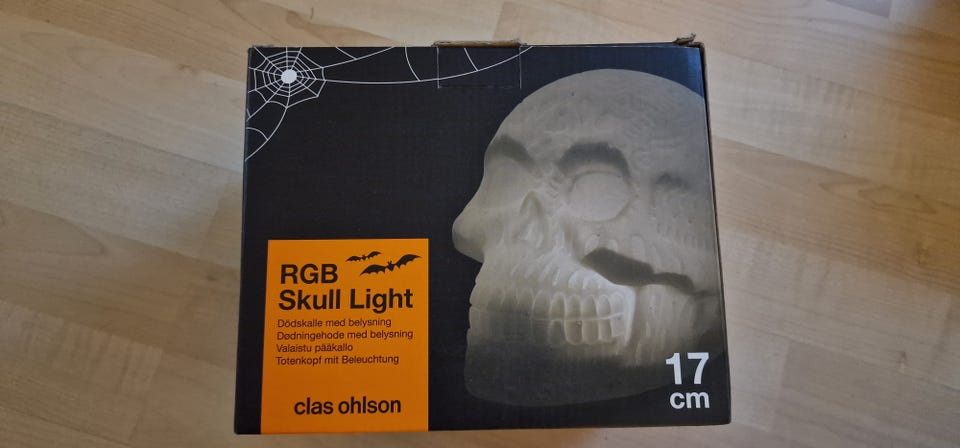 RGB
Skull Light
Dödskalle med belysning
Dødningehode med belysning
Valaistu pääkallo
Totenkopf mit Beleuchtung
clas ohlson
17
cm